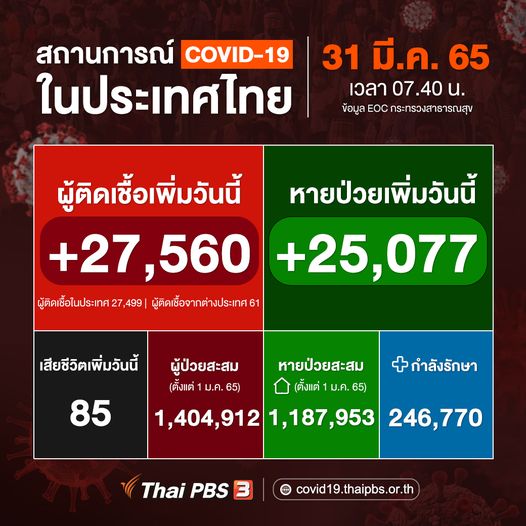 สถานการณ์ COVID-19
ในประเทศไทย
31 มี.ค. 65
เวลา 07.40 น.
ข้อมูล EOC กระทรวงสาธารณสุข
ผู้ติดเชื้อเพิ่มวันนี้
+27,560
ผู้ติดเชื้อในประเทศ 27,499 | ผู้ติดเชื้อจากต่างประเทศ 61
หายป่วยเพิ่มวันนี้
+25,077
เสียชีวิตเพิ่มวันนี้
85
ผู้ป่วยสะสม
(ตั้งแต่ 1 ม.ค. 65)
1,404,912
หายป่วยสะสม
(ตั้งแต่ 1 ม.ค. 65)
1,187,953
กำลังรักษา
246,770
Thai PBS 3
covid19.thaipbs.or.th